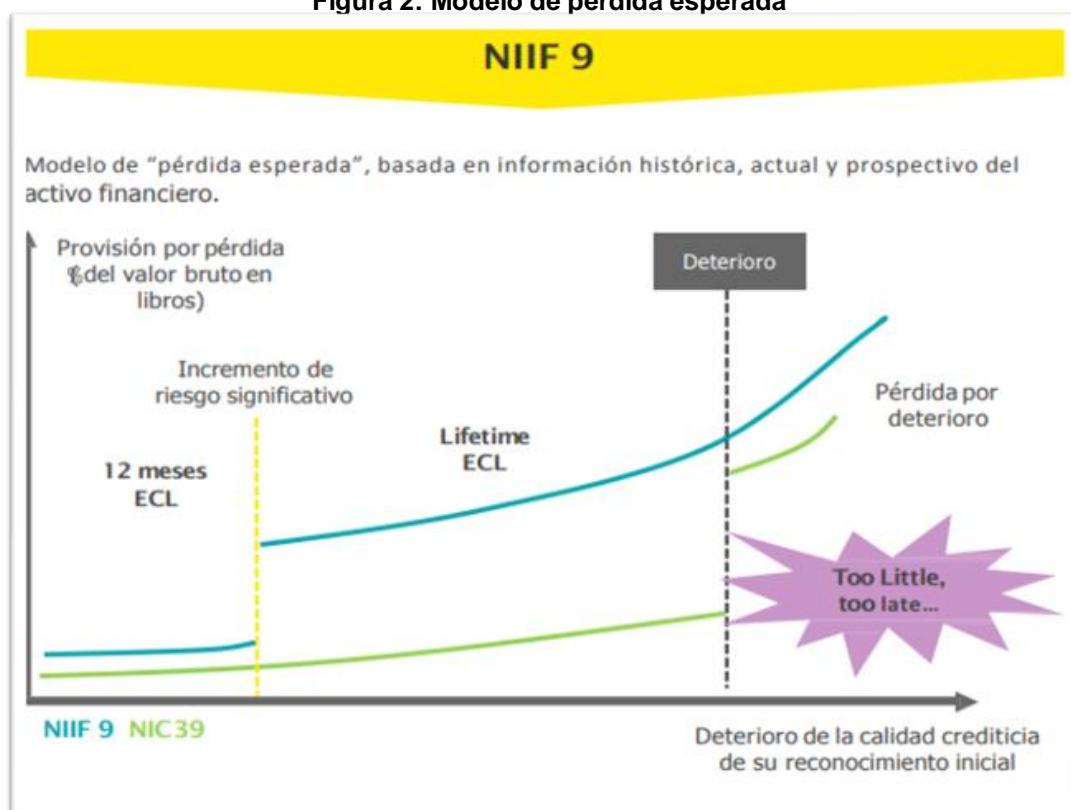 Figura 2. Modelo de pérdida esperada
NIIF 9
Modelo de “pérdida esperada”, basada en información histórica, actual y prospectivo del
activo financiero.
Provisión por pérdida
%del valor bruto en
libros)
Deterioro
Incremento de
riesgo significativo
Pérdida por
deterioro
Lifetime
ECL
12 meses
ECL
Too Little,
too late...
NIIF 9 NIC39
Deterioro de la calidad crediticia
de su reconocimiento inicial